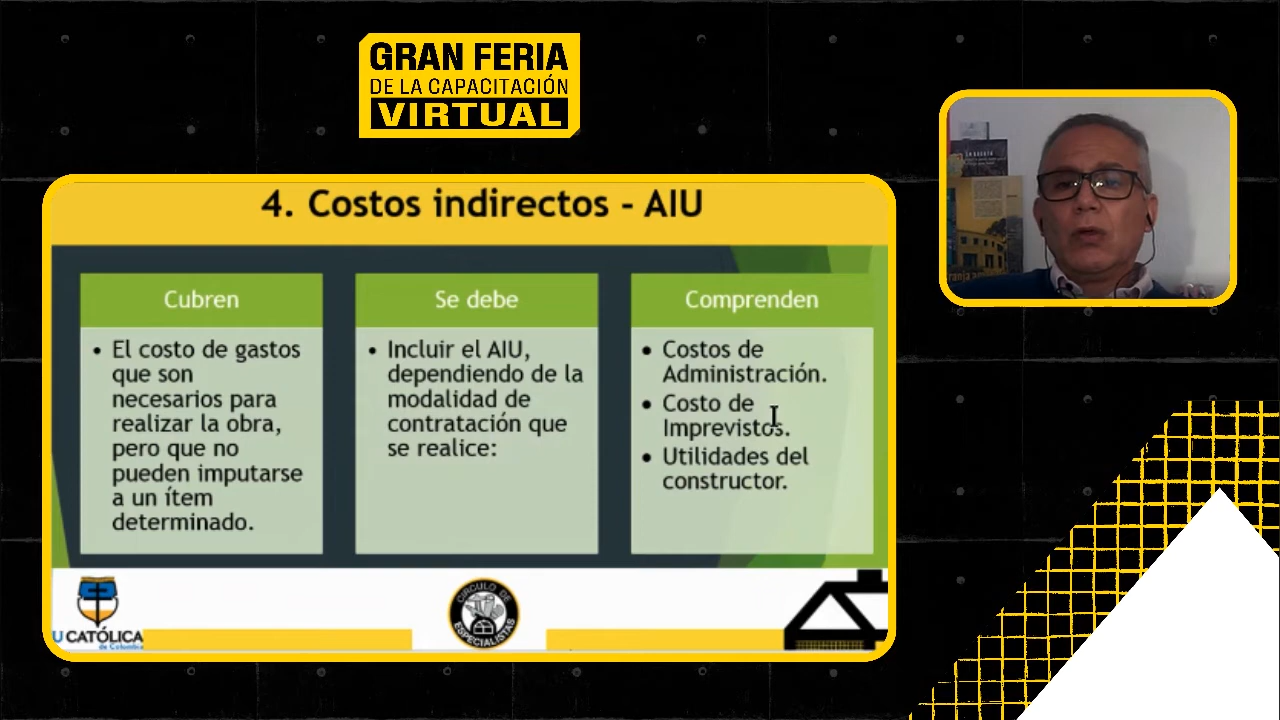 GRAN FERIA
DE LA CAPACITACIÓN
VIRTUAL
4. Costos indirectos - AIU
Cubren
• El costo de gastos
que son
necesarios para
realizar la obra,
pero que no
pueden imputarse
a un ítem
determinado.
Se debe
• Incluir el AIU,
dependiendo de la
modalidad de
contratación que
se realice:
Comprenden
• Costos de
Administración.
• Costo de
Imprevistos.
• Utilidades del
constructor.
U CATÓLICA
de Colombia
CÍRCULO DE
ESPECIALISTAS